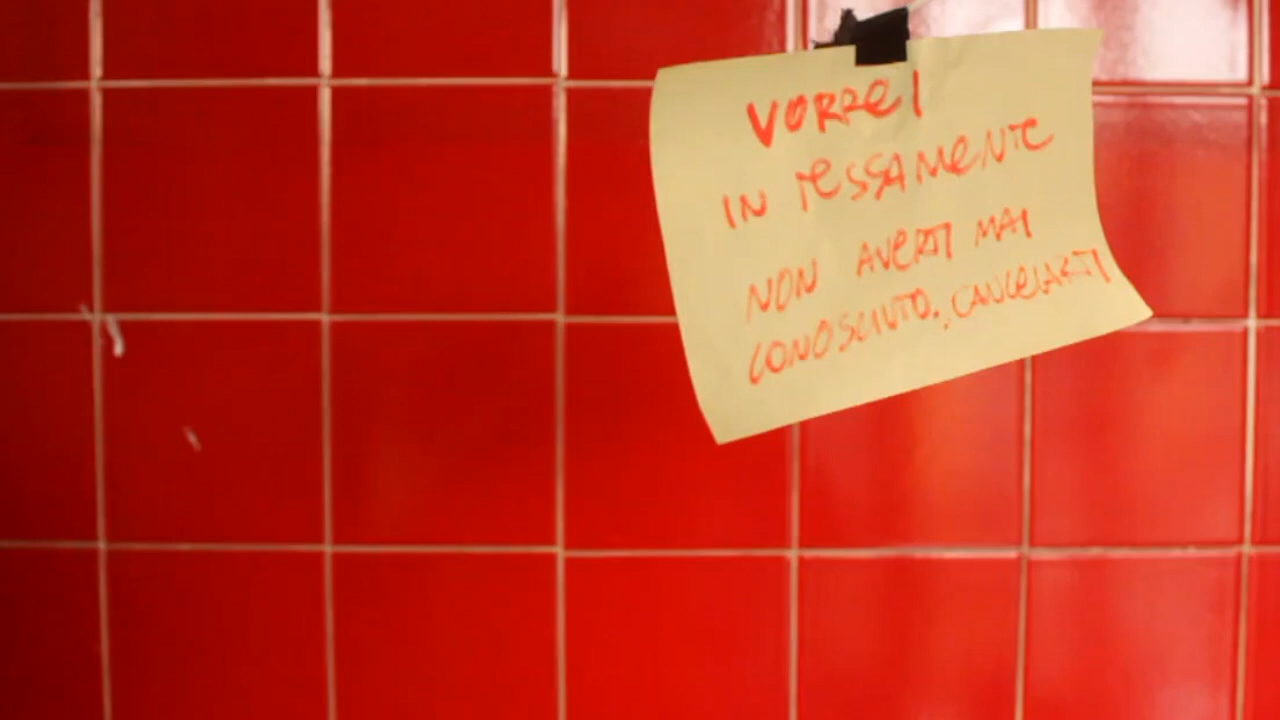 VORREI
IN TESSAMENTE
NON AVERTI MAI
CONOSCIUTO. CANCELARTI